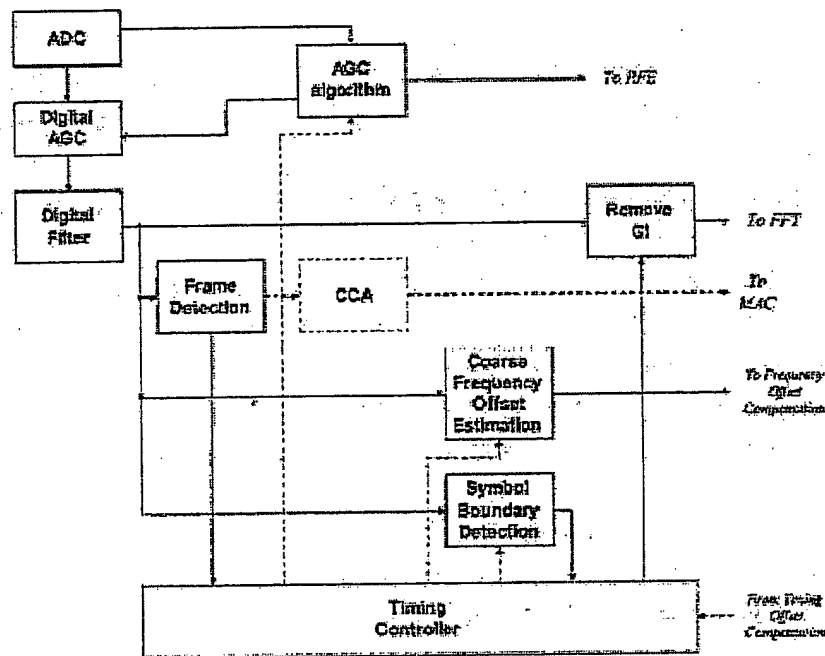 ADC
AGC
algorithm
To RFE
Digital
AGC
Digital
Filter
Remove
GI
To FFT
Frame
Detection
CCA
To
MAC
Coarse
Frequency
Offset
Estimation
To Frequency
Offset
Compensation
Symbol
Boundary
Detection
Timing
Controller
From Timing
Offset
Compensation